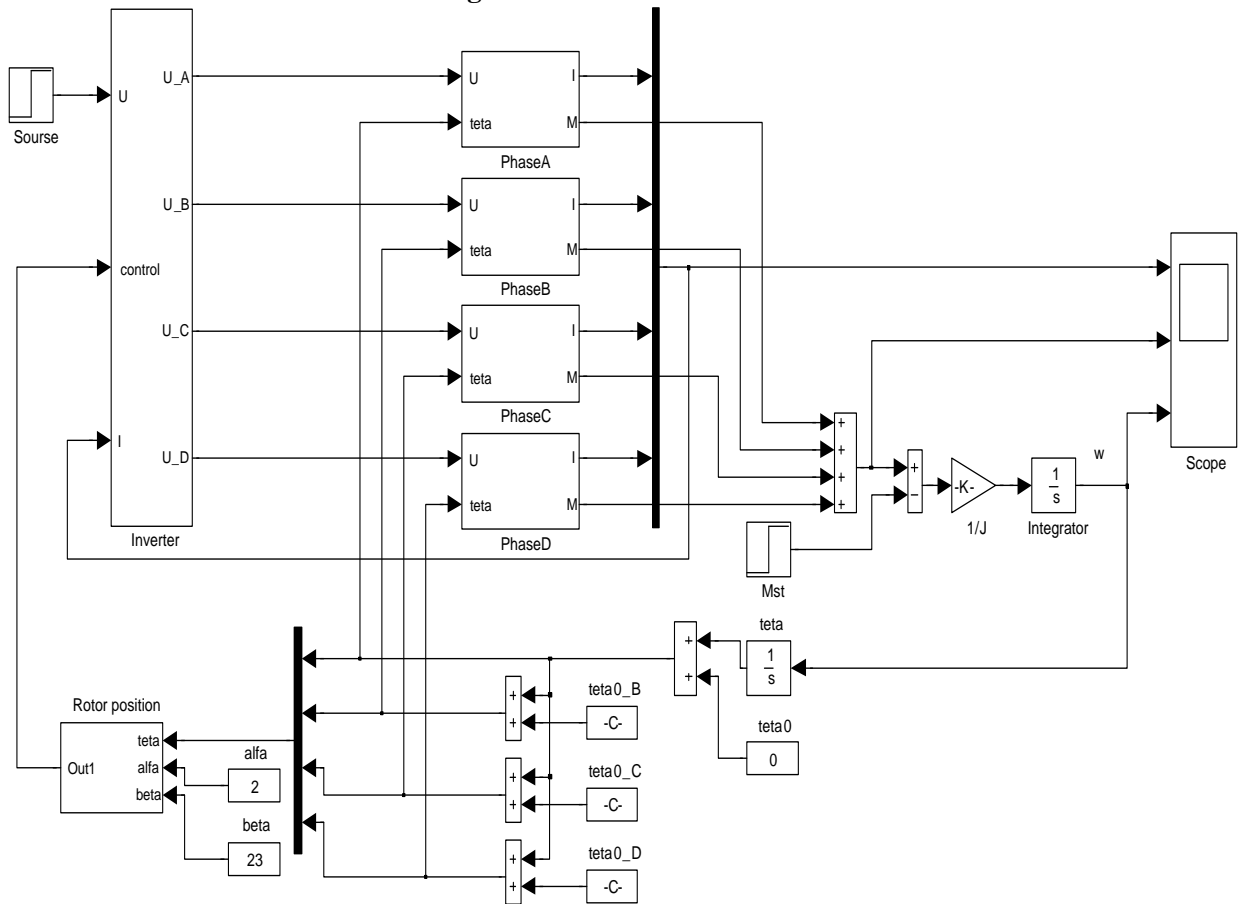 g
U_A
U
I
U
Sourse
teta
M
PhaseA
U_B
U
I
control
teta
M
PhaseB
U_C
U
I
teta
M
PhaseC
I
U_D
U
I
teta
M
PhaseD
Inverter
+
+
+
+
+
−
-K-
1/J
1
s
Integrator
w
Scope
Mst
teta
1
s
+
+
teta0
0
teta0_B
-C-
+
+
teta0_C
-C-
+
+
teta0_D
-C-
+
+
Rotor position
teta
Out1
alfa
beta
alfa
2
beta
23